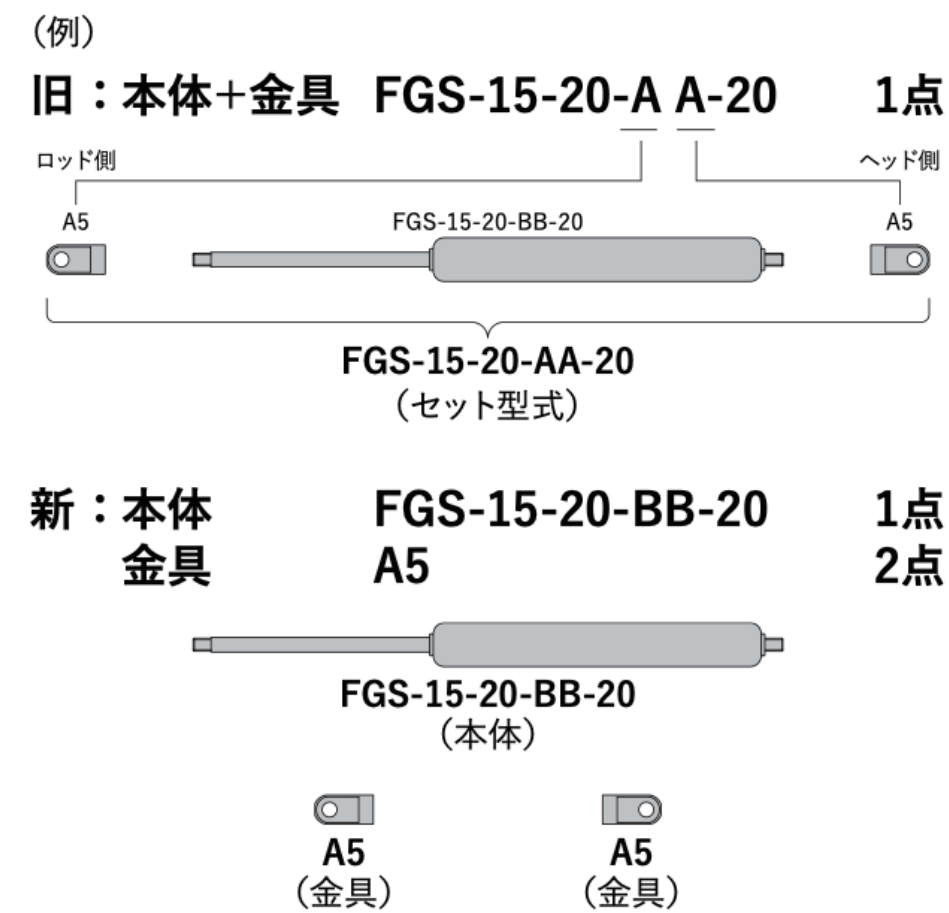 （例）
旧：本体＋金具 FGS-15-20-A A-20 1点
ロッド側 ヘッド側
A5 FGS-15-20-BB-20 A5
FGS-15-20-AA-20
（セット型式）
新：本体 FGS-15-20-BB-20 1点
金具 A5 2点
FGS-15-20-BB-20
（本体）
A5 A5
（金具） （金具）